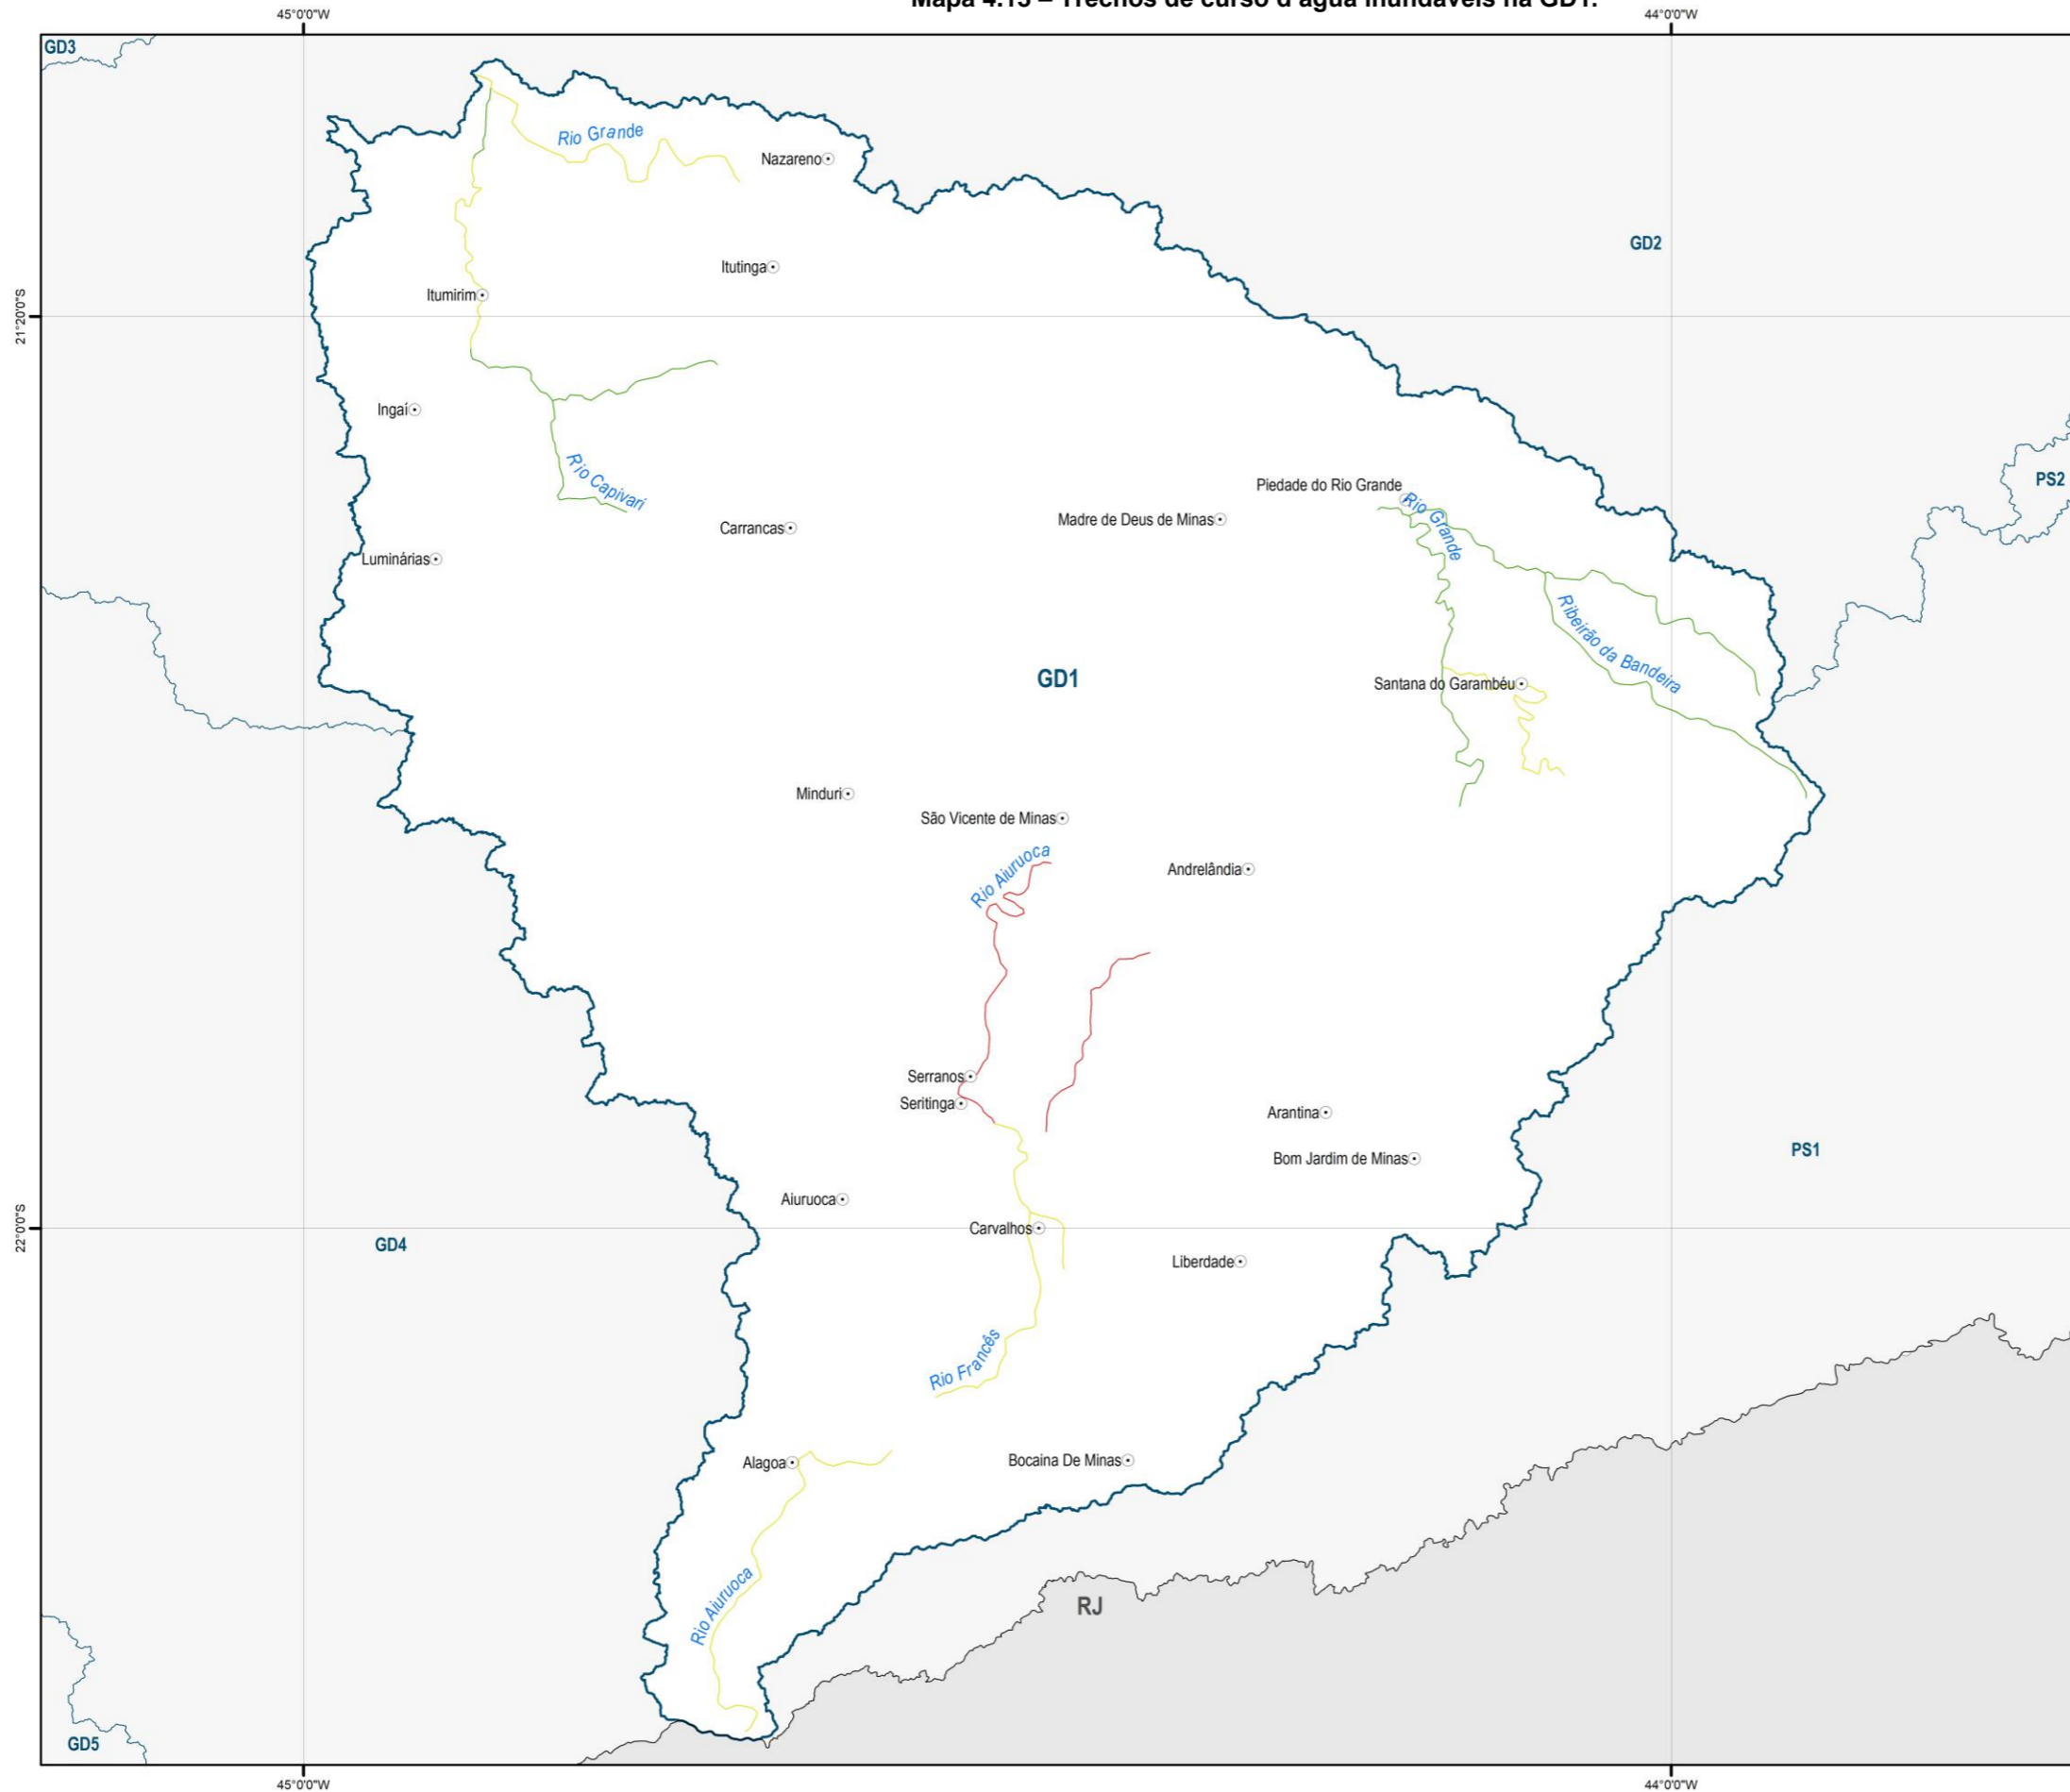 Mapa 4.13 – Trechos de curso d'água inundáveis na GD1.
45°0'0"W
44°0'0"W
GD3
Rio Grande
Nazareno
GD2
Itutinga
Itumirim
21°20'0"S
Ingaí
Rio Capivari
PS2
Piedade do Rio Grande
Rio Grande
Madre de Deus de Minas
Carrancas
Luminárias
Ribeirão da Bandeira
GD1
Santana do Garambéu
Minduri
São Vicente de Minas
Rio Aiuruoca
Andrelândia
Serranos
Seritinga
Arantina
PS1
Bom Jardim de Minas
Aiuruoca
22°0'0"S
Carvalhos
GD4
Liberdade
Rio Francês
Alagoa
Bocaina De Minas
Rio Aiuruoca
RJ
GD5
45°0'0"W
44°0'0"W